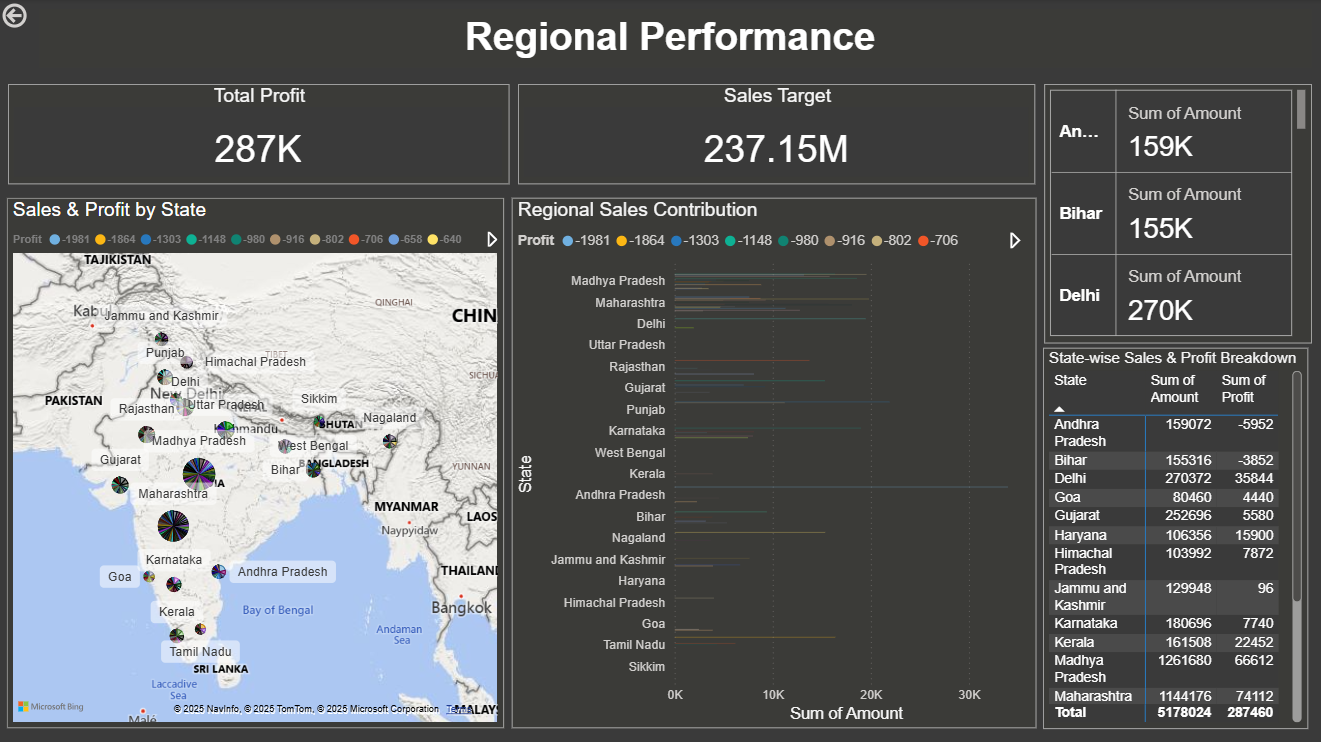 Regional Performance
Total Profit
287K
Sales Target
237.15M
An...
Sum of Amount
159K
Bihar
Sum of Amount
155K
Delhi
Sum of Amount
270K
Sales & Profit by State
Profit -1981 -1864 -1303 -1148 -980 -916 -802 -706 -658 -640
TAJIKISTAN
QINGHAI
Jammu and Kashmir
CHIN
Punjab
TIBET
Himachal Pradesh
SICHUA
Delhi
New Delhi
PAKISTAN
Sikkim
Rajasthan
Uttar Pradesh
NEPAL
Nagaland
BHUTAN
Madhya Pradesh
West Bengal
Gujarat
Bihar
BANGLADESH
YUNNAN
Maharashtra
MYANMAR
LAOS
Naypyidaw
Karnataka
Goa
Andhra Pradesh
THAILAND
Bangkok
Kerala
Bay of Bengal
Andaman
Sea
Tamil Nadu
SRI LANKA
Laccadive
Sea
Microsoft Bing
Malé
© 2025 NavInfo, © 2025 TomTom, © 2025 Microsoft Corporation
Terms
MALAYS
Regional Sales Contribution
Profit -1981 -1864 -1303 -1148 -980 -916 -802 -706
State
Madhya Pradesh
Maharashtra
Delhi
Uttar Pradesh
Rajasthan
Gujarat
Punjab
Karnataka
West Bengal
Kerala
Andhra Pradesh
Bihar
Nagaland
Jammu and Kashmir
Haryana
Himachal Pradesh
Goa
Tamil Nadu
Sikkim
0K 10K 20K 30K
Sum of Amount
State-wise Sales & Profit Breakdown
State Sum of Amount Sum of Profit
Andhra Pradesh 159072 -5952
Bihar 155316 -3852
Delhi 270372 35844
Goa 80460 4440
Gujarat 252696 5580
Haryana 106356 15900
Himachal Pradesh 103992 7872
Jammu and Kashmir 129948 96
Karnataka 180696 7740
Kerala 161508 22452
Madhya Pradesh 1261680 66612
Maharashtra 1144176 74112
Total 5178024 287460